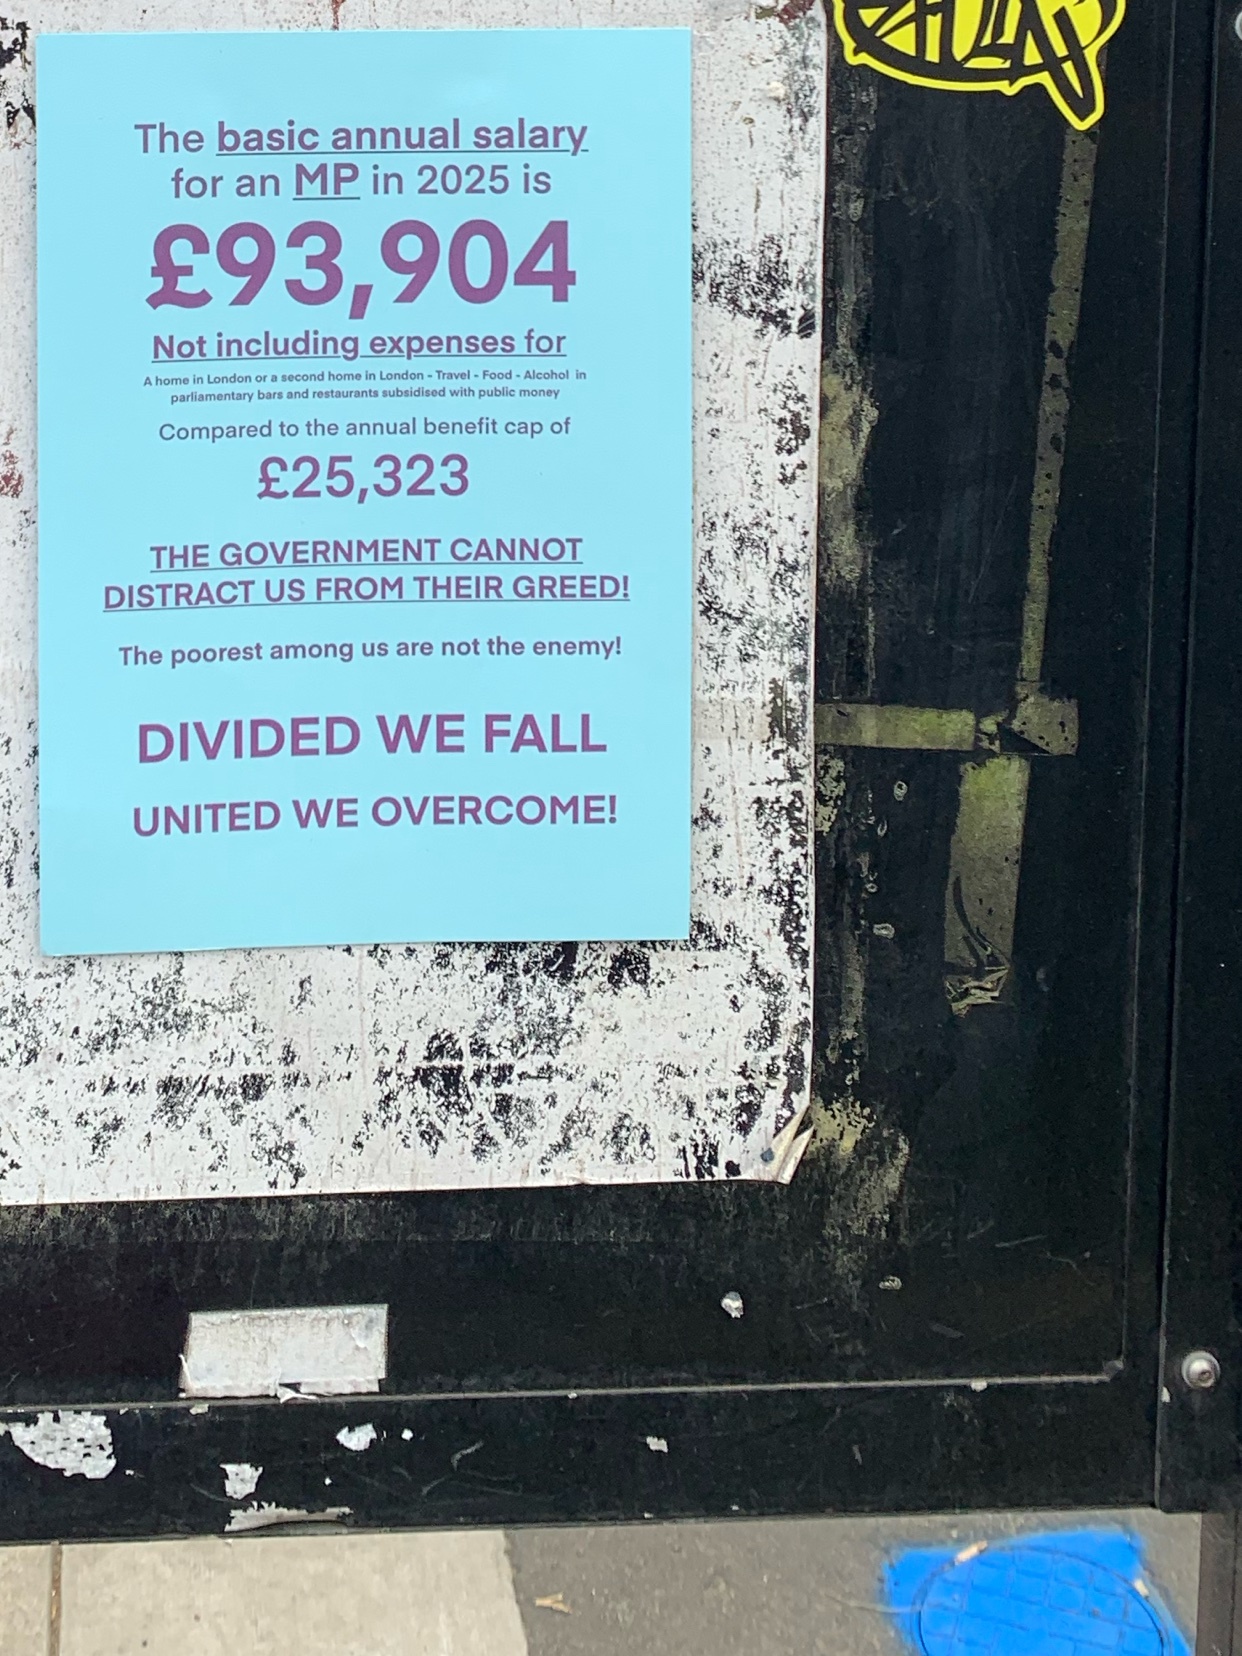 The basic annual salary
for an MP in 2025 is
£93,904
Not including expenses for
A home in London or a second home in London - Travel - Food - Alcohol in
parliamentary bars and restaurants subsidised with public money
Compared to the annual benefit cap of
£25,323
THE GOVERNMENT CANNOT
DISTRACT US FROM THEIR GREED!
The poorest among us are not the enemy!
DIVIDED WE FALL
UNITED WE OVERCOME!